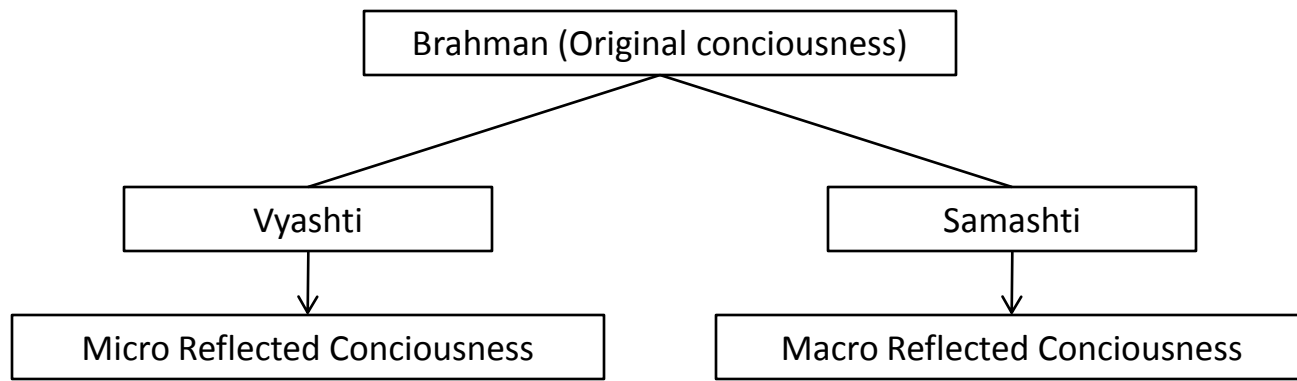 Brahman (Original conciousness)
Vyashti
Samashti
Micro Reflected Conciousness
Macro Reflected Conciousness